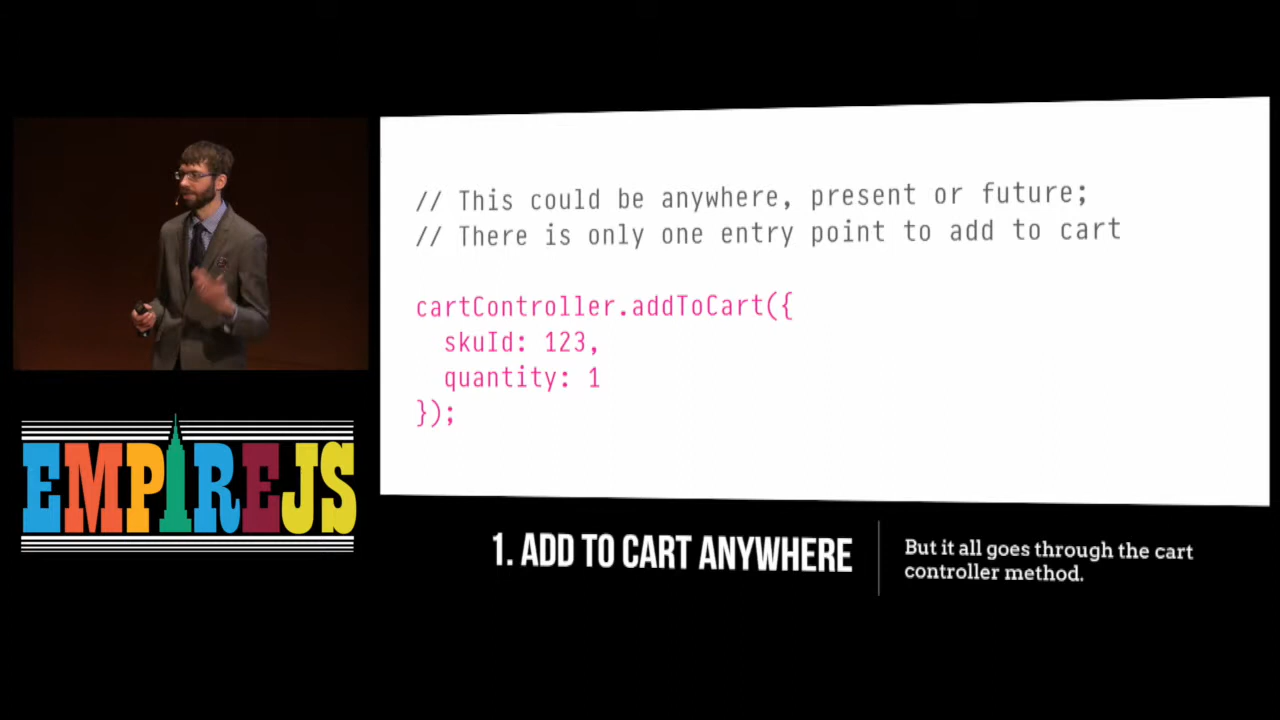 // This could be anywhere, present or future;
// There is only one entry point to add to cart
cartController.addToCart({
skuId: 123,
quantity: 1
});
EMPIREJS
1. ADD TO CART ANYWHERE
But it all goes through the cart
controller method.